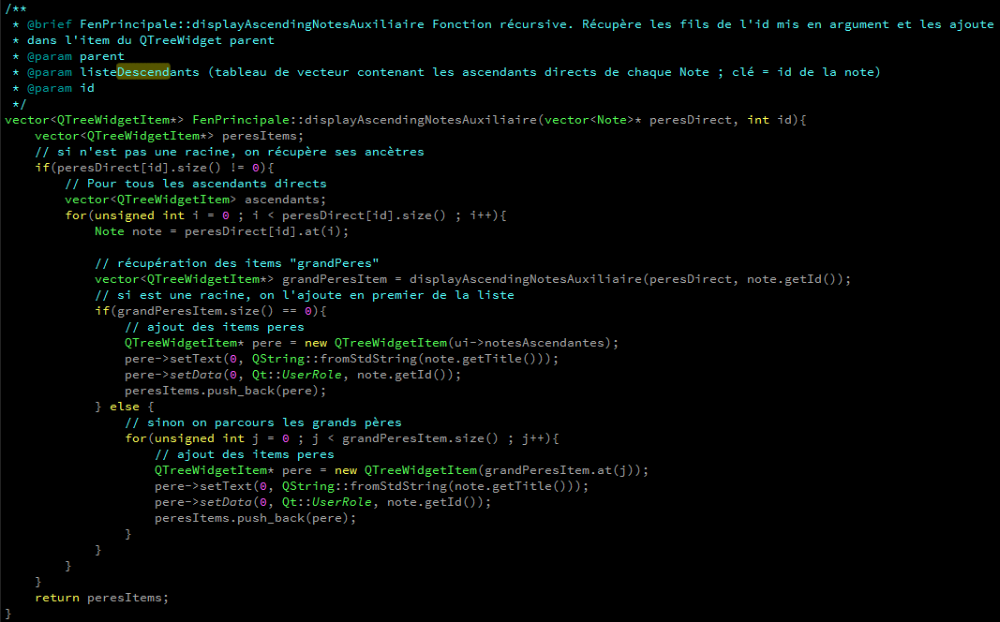 /**
 * @brief FenPrincipale::displayAscendingNotesAuxiliaire Fonction récursive. Récupère les fils de l'id mis en argument et les ajoute
 * dans l'item du QTreeWidget parent
 * @param parent
 * @param listeDescendants (tableau de vecteur contenant les ascendants directs de chaque Note ; clé = id de la note)
 * @param id
 */
vector<QTreeWidgetItem*> FenPrincipale::displayAscendingNotesAuxiliaire(vector<Note>* peresDirect, int id){
    vector<QTreeWidgetItem*> peresItems;
    // si n'est pas une racine, on récupère ses ancètres
    if(peresDirect[id].size() != 0){
        // Pour tous les ascendants directs
        vector<QTreeWidgetItem> ascendants;
        for(unsigned int i = 0 ; i < peresDirect[id].size() ; i++){
            Note note = peresDirect[id].at(i);

            // récupération des items "grandPeres"
            vector<QTreeWidgetItem*> grandPeresItem = displayAscendingNotesAuxiliaire(peresDirect, note.getId());
            // si est une racine, on l'ajoute en premier de la liste
            if(grandPeresItem.size() == 0){
                // ajout des items peres
                QTreeWidgetItem* pere = new QTreeWidgetItem(ui->notesAscendantes);
                pere->setText(0, QString::fromStdString(note.getTitle()));
                pere->setData(0, Qt::UserRole, note.getId());
                peresItems.push_back(pere);
            } else {
                // sinon on parcours les grands pères
                for(unsigned int j = 0 ; j < grandPeresItem.size() ; j++){
                    // ajout des items peres
                    QTreeWidgetItem* pere = new QTreeWidgetItem(grandPeresItem.at(j));
                    pere->setText(0, QString::fromStdString(note.getTitle()));
                    pere->setData(0, Qt::UserRole, note.getId());
                    peresItems.push_back(pere);
                }
            }
        }
    }
    return peresItems;
}